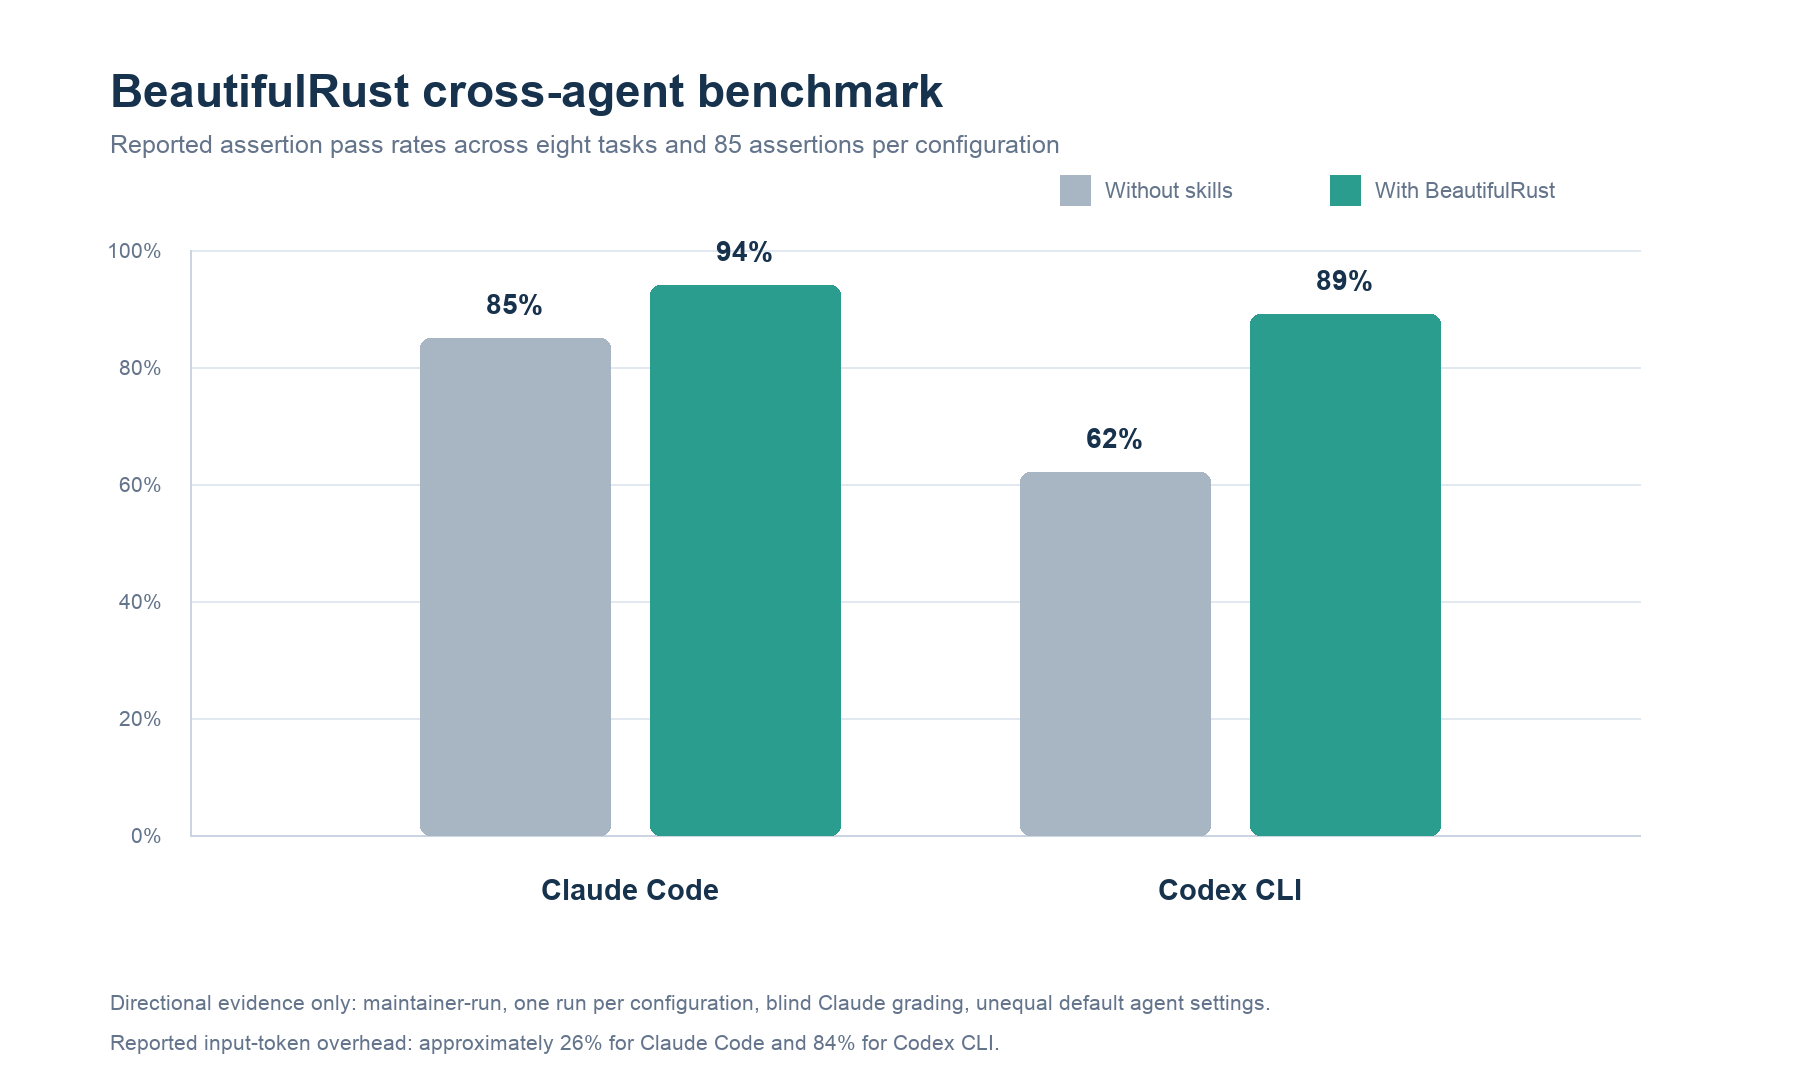 BeautifulRust cross-agent benchmark
Reported assertion pass rates across eight tasks and 85 assertions per configuration
Without skills
With BeautifulRust
100%
80%
60%
40%
20%
0%
85%
94%
62%
89%
Claude Code
Codex CLI
Directional evidence only: maintainer-run, one run per configuration, blind Claude grading, unequal default agent settings.
Reported input-token overhead: approximately 26% for Claude Code and 84% for Codex CLI.